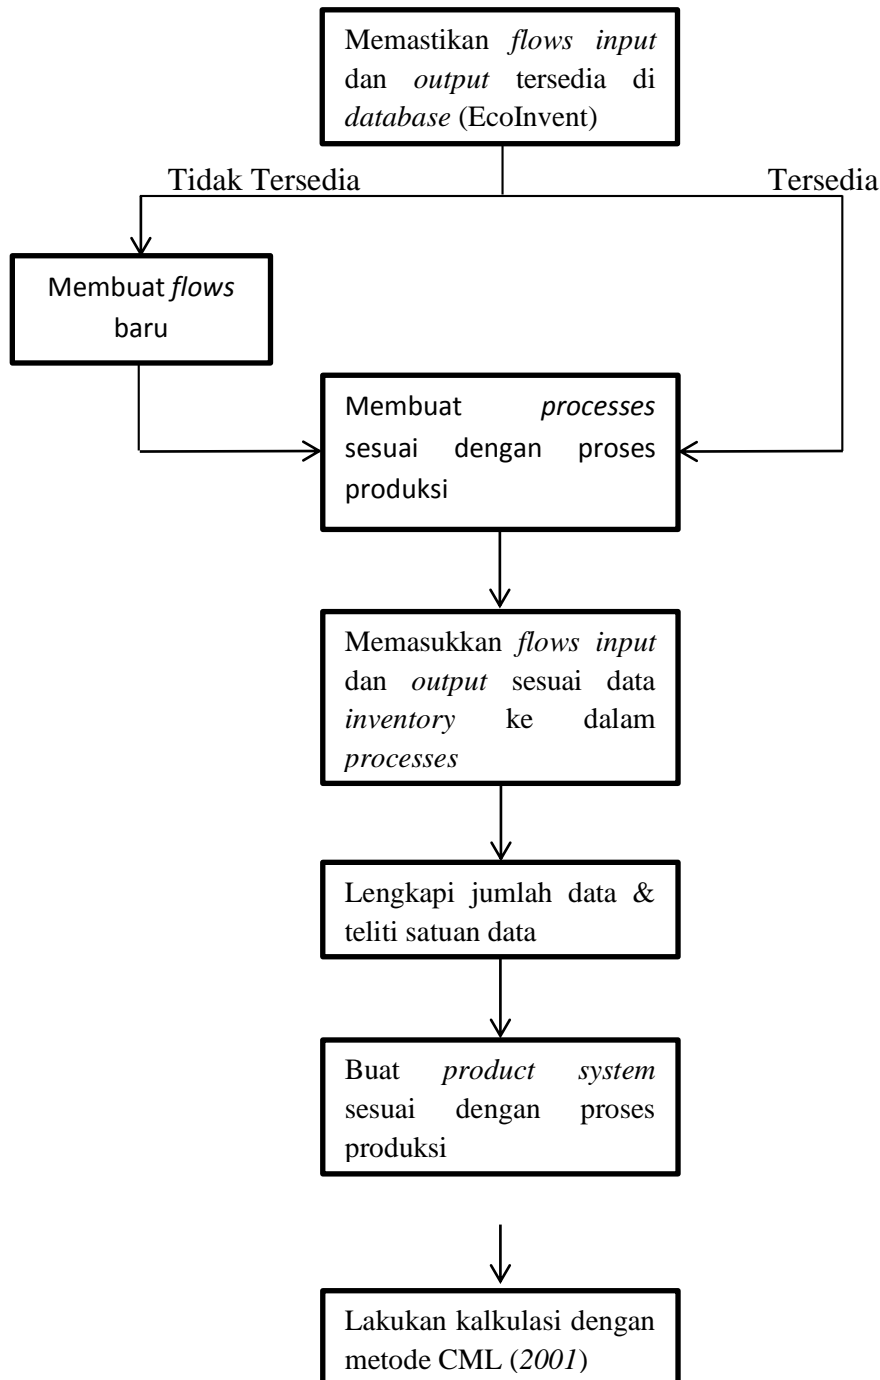 Memastikan flows input
dan output tersedia di
database (EcoInvent)
Tidak Tersedia
Tersedia
Membuat flows
baru
Membuat processes
sesuai dengan proses
produksi
Memasukkan flows input
dan output sesuai data
inventory ke dalam
processes
Lengkapi jumlah data &
teliti satuan data
Buat product system
sesuai dengan proses
produksi
Lakukan kalkulasi dengan
metode CML (2001)